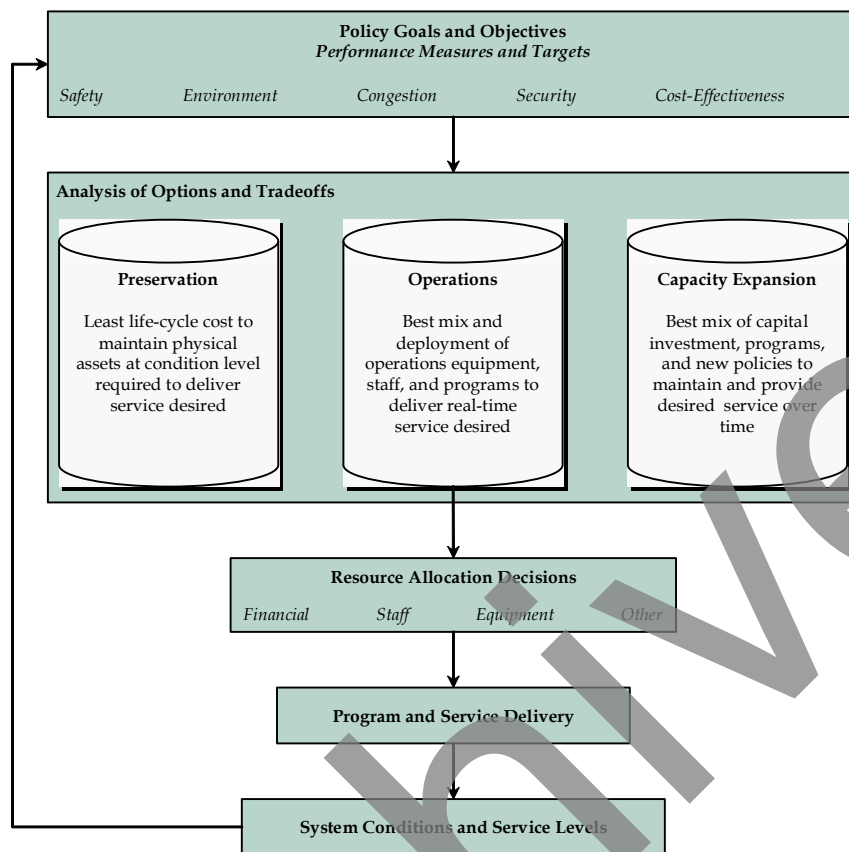 Policy Goals and Objectives
Performance Measures and Targets
Safety Environment Congestion Security Cost-Effectiveness
Analysis of Options and Tradeoffs
Preservation
Least life-cycle cost to
maintain physical
assets at condition level
required to deliver
service desired
Operations
Best mix and
deployment of
operations equipment,
staff, and programs to
deliver real-time
service desired
Capacity Expansion
Best mix of capital
investment, programs,
and new policies to
maintain and provide
desired service over
time
Resource Allocation Decisions
Financial Staff Equipment Other
Program and Service Delivery
System Conditions and Service Levels